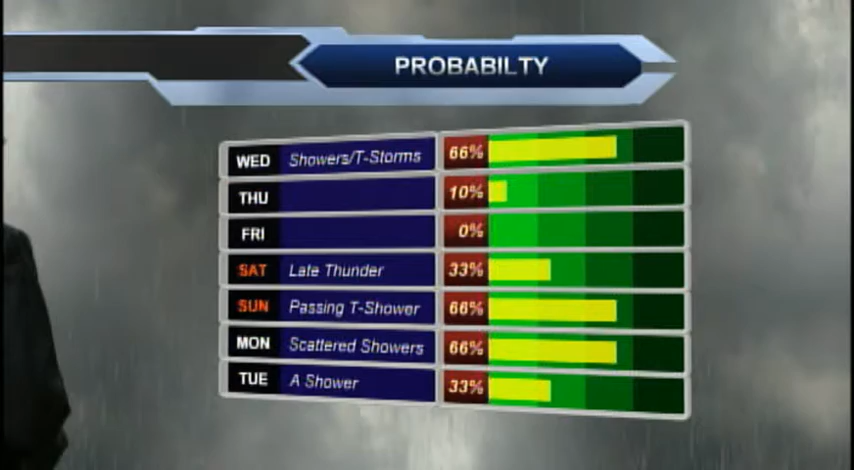 PROBABILTY
WED Showers/T-Storms 66%
THU 10%
FRI 0%
SAT Late Thunder 33%
SUN Passing T-Shower 66%
MON Scattered Showers 66%
TUE A Shower 33%